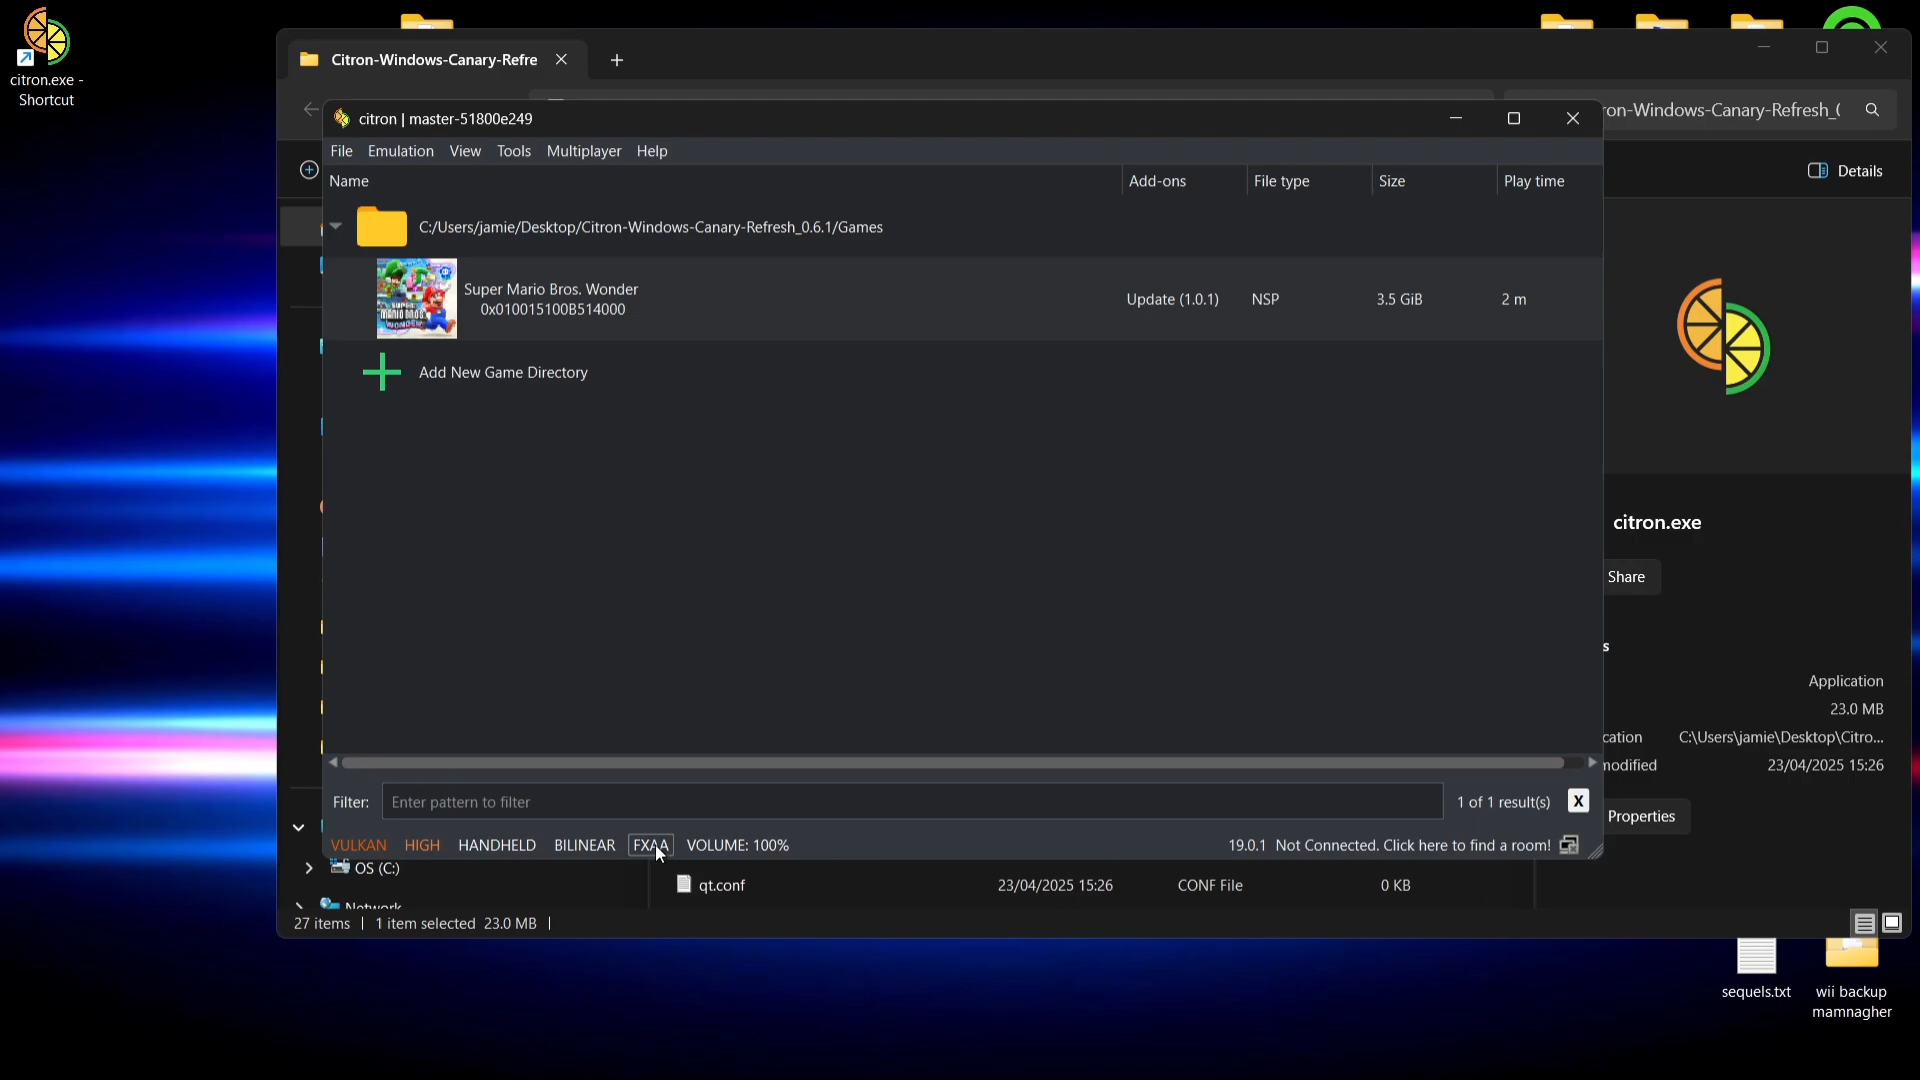 citron.exe -
Shortcut
Citron-Windows-Canary-Refre
ron-Windows-Canary-Refresh_(
citron | master-51800e249
File Emulation View Tools Multiplayer Help
Details
Name Add-ons File type Size Play time
C:/Users/jamie/Desktop/Citron-Windows-Canary-Refresh_0.6.1/Games
SUPER MARIO BROS. WONDER
Super Mario Bros. Wonder
0x010015100B514000
Update (1.0.1) NSP 3.5 GiB 2 m
Add New Game Directory
citron.exe
Share
s
Application
23.0 MB
cation C:\Users\jamie\Desktop\Citro...
nodified 23/04/2025 15:26
Filter: Enter pattern to filter 1 of 1 result(s) X
Properties
VULKAN HIGH HANDHELD BILINEAR FXAA VOLUME: 100% 19.0.1 Not Connected. Click here to find a room!
OS (C:)
qt.conf 23/04/2025 15:26 CONF File 0 KB
Network
27 items 1 item selected 23.0 MB
sequels.txt
wii backup
mamnagher